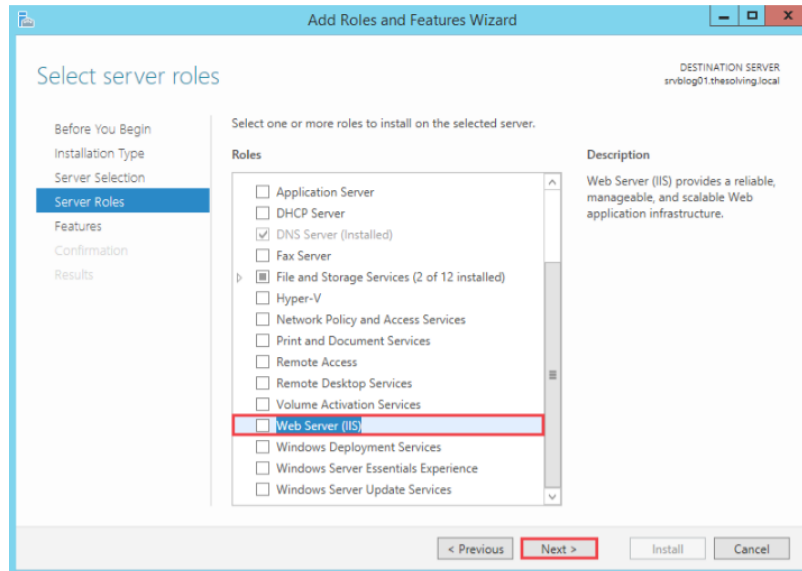 Add Roles and Features Wizard
Select server roles
DESTINATION SERVER
srvblog01.thesolving.local
Before You Begin
Installation Type
Server Selection
Server Roles
Features
Confirmation
Results
Select one or more roles to install on the selected server.
Roles
Application Server
DHCP Server
DNS Server (Installed)
Fax Server
File and Storage Services (2 of 12 installed)
Hyper-V
Network Policy and Access Services
Print and Document Services
Remote Access
Remote Desktop Services
Volume Activation Services
Web Server (IIS)
Windows Deployment Services
Windows Server Essentials Experience
Windows Server Update Services
Description
Web Server (IIS) provides a reliable,
manageable, and scalable Web
application infrastructure.
< Previous
Next >
Install
Cancel